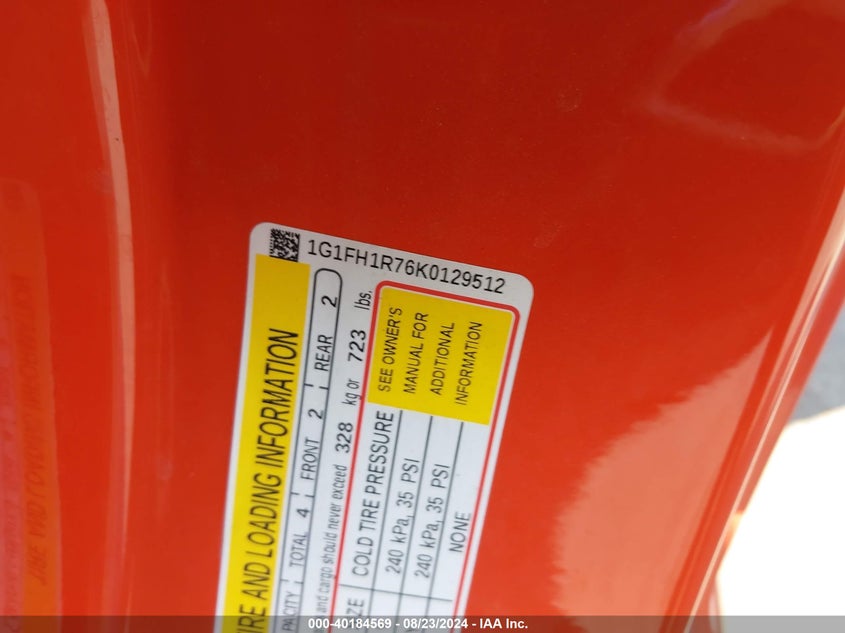 1G1FH1R76K0129512
TIRE AND LOADING INFORMATION
TOTAL 4 FRONT 2 REAR 2
and cargo should never exceed 328 kg or 723 lbs.
COLD TIRE PRESSURE
240 kPa, 35 PSI
240 kPa, 35 PSI
NONE
SEE OWNER'S
MANUAL FOR
ADDITIONAL
INFORMATION
000-40184569 - 08/23/2024 - IAA Inc.